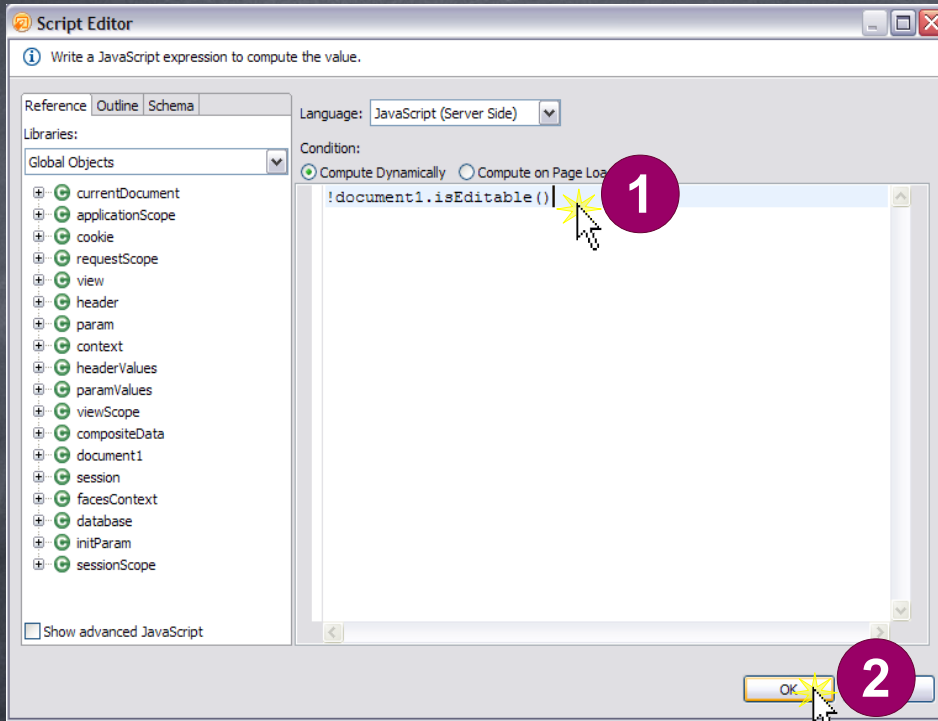 Script Editor
Write a JavaScript expression to compute the value.
Reference Outline Schema
Libraries:
Global Objects
currentDocument
applicationScope
cookie
requestScope
view
header
param
context
headerValues
paramValues
viewScope
compositeData
document1
session
facesContext
database
initParam
sessionScope
Show advanced JavaScript
Language: JavaScript (Server Side)
Condition:
Compute Dynamically Compute on Page Loa
!document1.isEditable()
1
OK
2